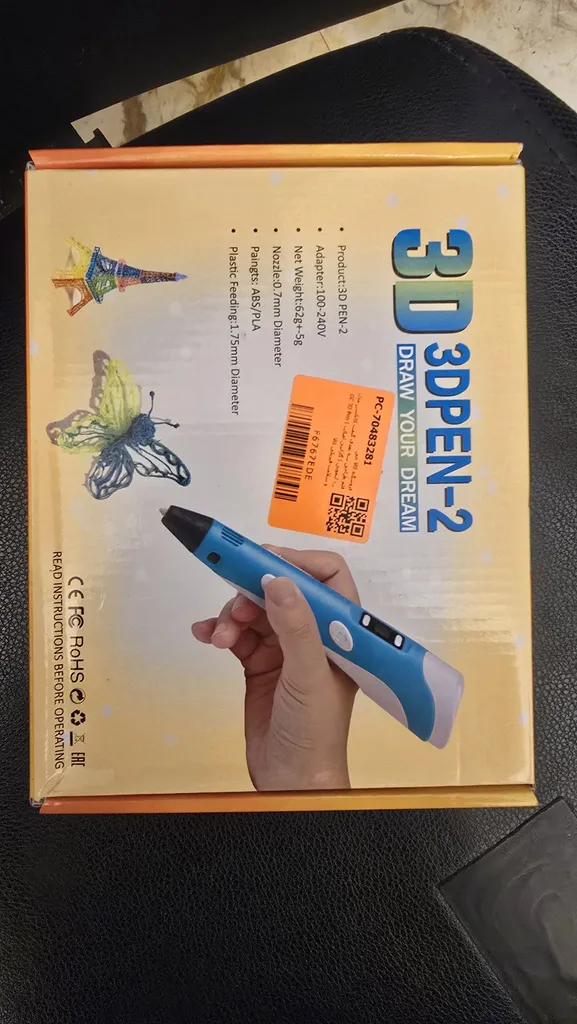 3D
3DPEN-2
DRAW YOUR DREAM
• Product:3D PEN-2
• Adapter:100-240V
• Net Weight:62g+-5g
• Nozzle:0.7mm Diameter
• Paingts: ABS/PLA
• Plastic Feeding:1.75mm Diameter
PC-70483281
F6767EDE
CE FC RoHS EAC
READ INSTRUCTIONS BEFORE OPERATING